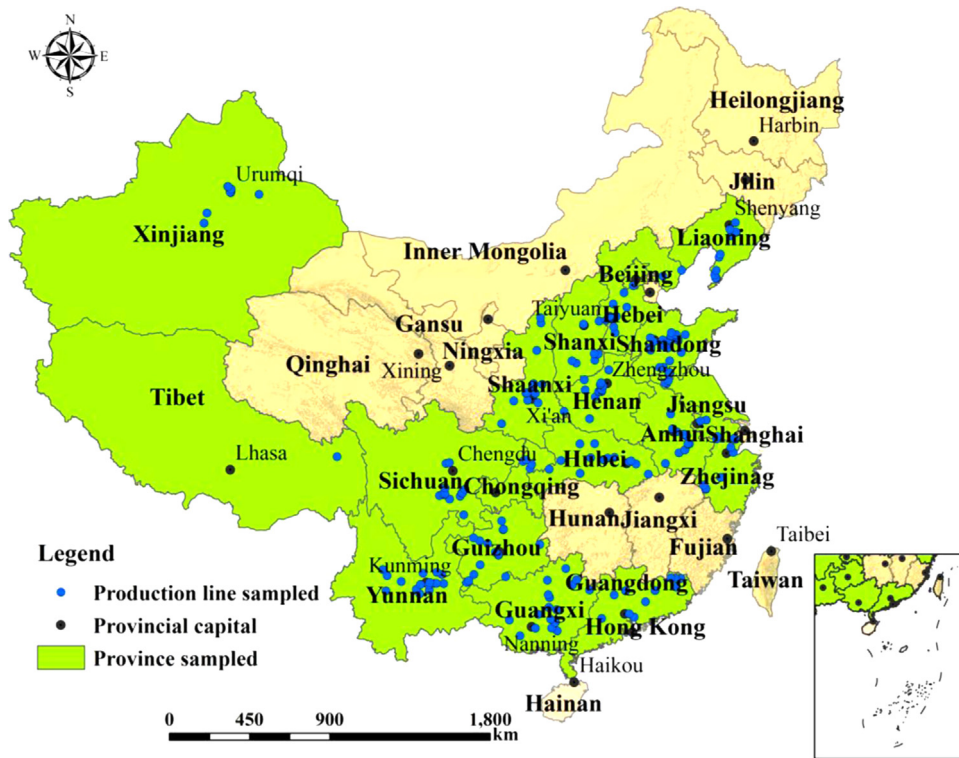 N
W E
S
Heilongjiang
Harbin
Jilin
Urumqi
Shenyang
Xinjiang
Liaoning
Inner Mongolia
Beijing
Taiyuan
Hebei
Gansu
Shanxi
Shandong
Qinghai
Ningxia
Xining
Zhengzhou
Shaanxi
Tibet
Henan
Jiangsu
Xi'an
Anhui
Shanghai
Lhasa
Chengdu
Hubei
Sichuan
Zhejinag
Chongqing
Hunan
Jiangxi
Taibei
Guizhou
Fujian
Legend
Kunming
Guangdong
Taiwan
Production line sampled
Yunnan
Guangxi
Provincial capital
Hong Kong
Nanning
Province sampled
Haikou
Hainan
0 450 900 1,800
km